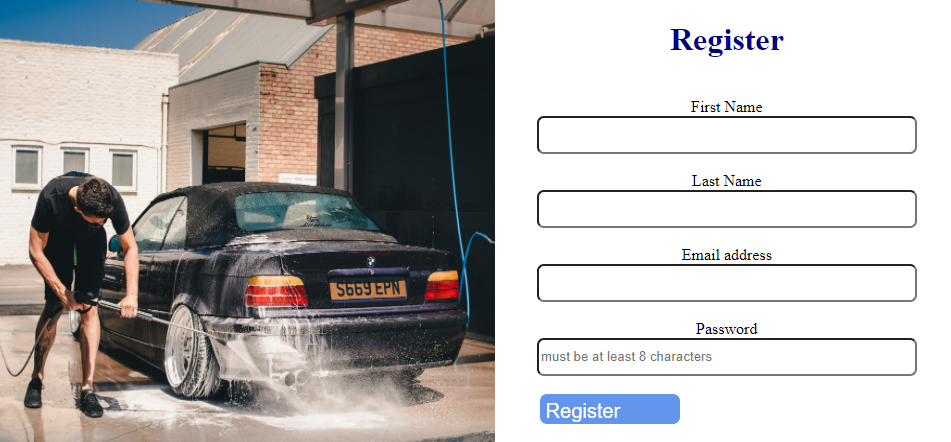 S669 EPN
Register
First Name
Last Name
Email address
Password
must be at least 8 characters
Register